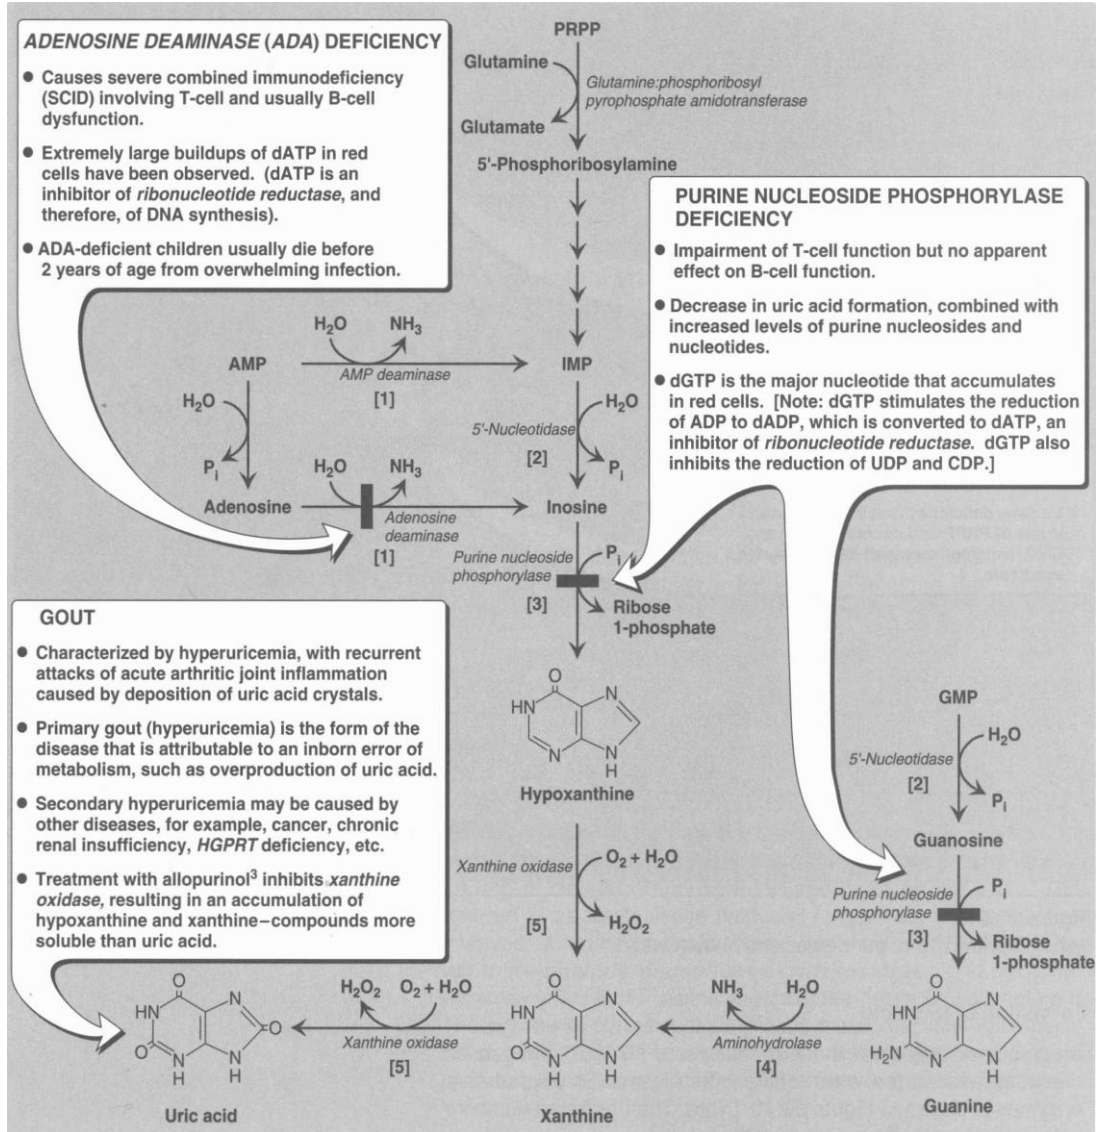 ADENOSINE DEAMINASE (ADA) DEFICIENCY
● Causes severe combined immunodeficiency
(SCID) involving T-cell and usually B-cell
dysfunction.
● Extremely large buildups of dATP in red
cells have been observed. (dATP is an
inhibitor of ribonucleotide reductase, and
therefore, of DNA synthesis).
● ADA-deficient children usually die before
2 years of age from overwhelming infection.
PRPP
Glutamine
Glutamine:phosphoribosyl
pyrophosphate amidotransferase
Glutamate
5'-Phosphoribosylamine
PURINE NUCLEOSIDE PHOSPHORYLASE
DEFICIENCY
● Impairment of T-cell function but no apparent
effect on B-cell function.
● Decrease in uric acid formation, combined with
increased levels of purine nucleosides and
nucleotides.
● dGTP is the major nucleotide that accumulates
in red cells. [Note: dGTP stimulates the reduction
of ADP to dADP, which is converted to dATP, an
inhibitor of ribonucleotide reductase. dGTP also
inhibits the reduction of UDP and CDP.]
H2O NH3
AMP
AMP deaminase
[1]
IMP
H2O
Pi
5'-Nucleotidase
[2]
H2O
Pi
H2O NH3
Adenosine
Adenosine
deaminase
[1]
Inosine
Purine nucleoside
phosphorylase
[3]
Pi
Ribose
1-phosphate
GOUT
● Characterized by hyperuricemia, with recurrent
attacks of acute arthritic joint inflammation
caused by deposition of uric acid crystals.
● Primary gout (hyperuricemia) is the form of the
disease that is attributable to an inborn error of
metabolism, such as overproduction of uric acid.
● Secondary hyperuricemia may be caused by
other diseases, for example, cancer, chronic
renal insufficiency, HGPRT deficiency, etc.
● Treatment with allopurinol3 inhibits xanthine
oxidase, resulting in an accumulation of
hypoxanthine and xanthine–compounds more
soluble than uric acid.
O
HN
N
N
N
H
Hypoxanthine
Xanthine oxidase
[5]
O2 + H2O
H2O2
GMP
5'-Nucleotidase
[2]
H2O
Pi
Guanosine
Purine nucleoside
phosphorylase
[3]
Pi
Ribose
1-phosphate
O
HN
N
O
O
N
H
N
H
Uric acid
H2O2 O2 + H2O
Xanthine oxidase
[5]
O
HN
N
O
N
H
N
H
Xanthine
NH3 H2O
Aminohydrolase
[4]
O
HN
N
H2N
N
N
H
Guanine